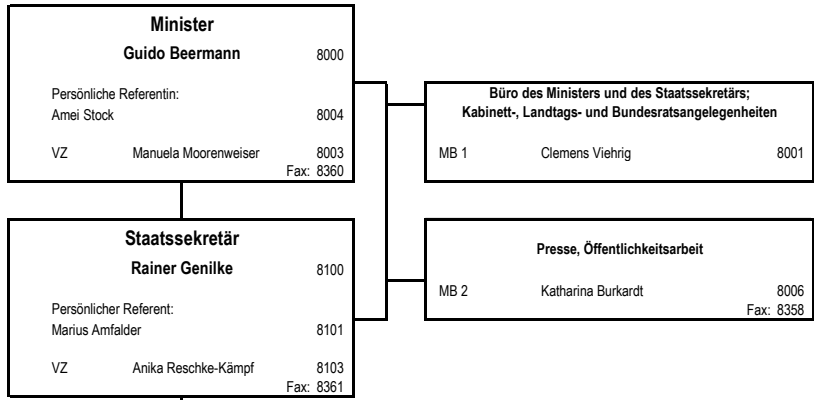 Minister
Guido Beermann 8000
Persönliche Referentin:
Amei Stock 8004
VZ Manuela Moorenweiser 8003
Fax: 8360
Büro des Ministers und des Staatssekretärs;
Kabinett-, Landtags- und Bundesratsangelegenheiten
MB 1 Clemens Viehrig 8001
Staatssekretär
Rainer Genilke 8100
Persönlicher Referent:
Marius Amfalder 8101
VZ Anika Reschke-Kämpf 8103
Fax: 8361
Presse, Öffentlichkeitsarbeit
MB 2 Katharina Burkardt 8006
Fax: 8358